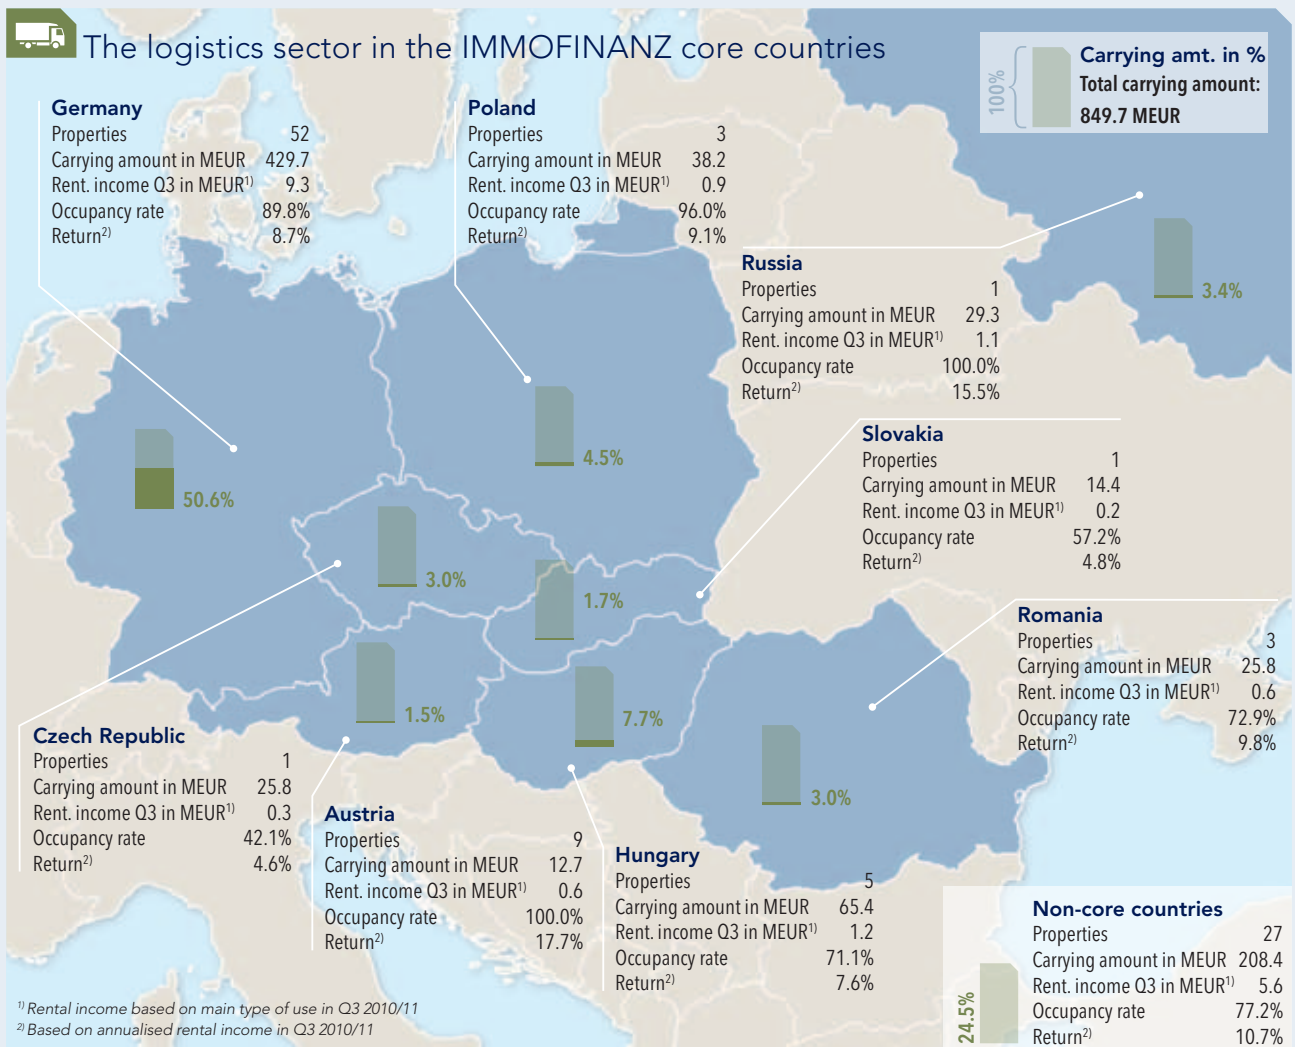 The logistics sector in the IMMOFINANZ core countries
100%
Carrying amt. in %
Total carrying amount:
849.7 MEUR
Germany
Properties 52
Carrying amount in MEUR 429.7
Rent. income Q3 in MEUR1) 9.3
Occupancy rate 89.8%
Return2) 8.7%
Poland
Properties 3
Carrying amount in MEUR 38.2
Rent. income Q3 in MEUR1) 0.9
Occupancy rate 96.0%
Return2) 9.1%
Russia
Properties 1
Carrying amount in MEUR 29.3
Rent. income Q3 in MEUR1) 1.1
Occupancy rate 100.0%
Return2) 15.5%
3.4%
Slovakia
Properties 1
Carrying amount in MEUR 14.4
Rent. income Q3 in MEUR1) 0.2
Occupancy rate 57.2%
Return2) 4.8%
4.5%
50.6%
3.0%
1.7%
1.5%
7.7%
3.0%
Romania
Properties 3
Carrying amount in MEUR 25.8
Rent. income Q3 in MEUR1) 0.6
Occupancy rate 72.9%
Return2) 9.8%
Czech Republic
Properties 1
Carrying amount in MEUR 25.8
Rent. income Q3 in MEUR1) 0.3
Occupancy rate 42.1%
Return2) 4.6%
Austria
Properties 9
Carrying amount in MEUR 12.7
Rent. income Q3 in MEUR1) 0.6
Occupancy rate 100.0%
Return2) 17.7%
Hungary
Properties 5
Carrying amount in MEUR 65.4
Rent. income Q3 in MEUR1) 1.2
Occupancy rate 71.1%
Return2) 7.6%
Non-core countries
Properties 27
Carrying amount in MEUR 208.4
Rent. income Q3 in MEUR1) 5.6
Occupancy rate 77.2%
Return2) 10.7%
24.5%
1) Rental income based on main type of use in Q3 2010/11
2) Based on annualised rental income in Q3 2010/11